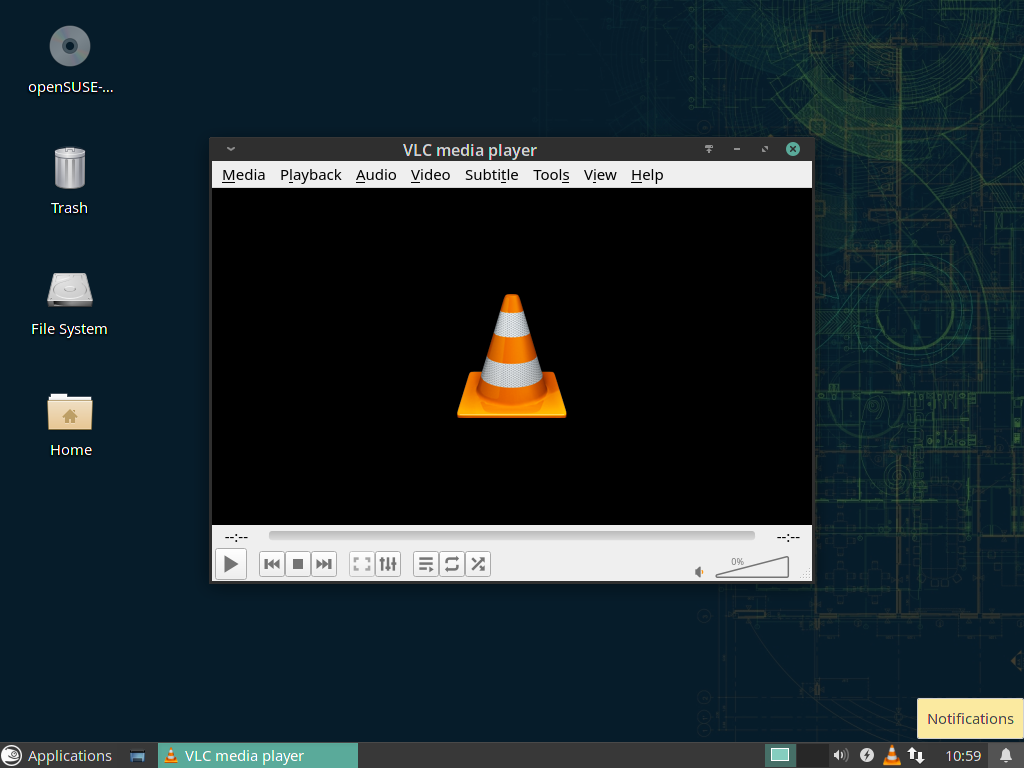 openSUSE-...
Trash
File System
Home
VLC media player
Media Playback Audio Video Subtitle Tools View Help
--:-- --:--
0%
Notifications
Applications VLC media player 10:59